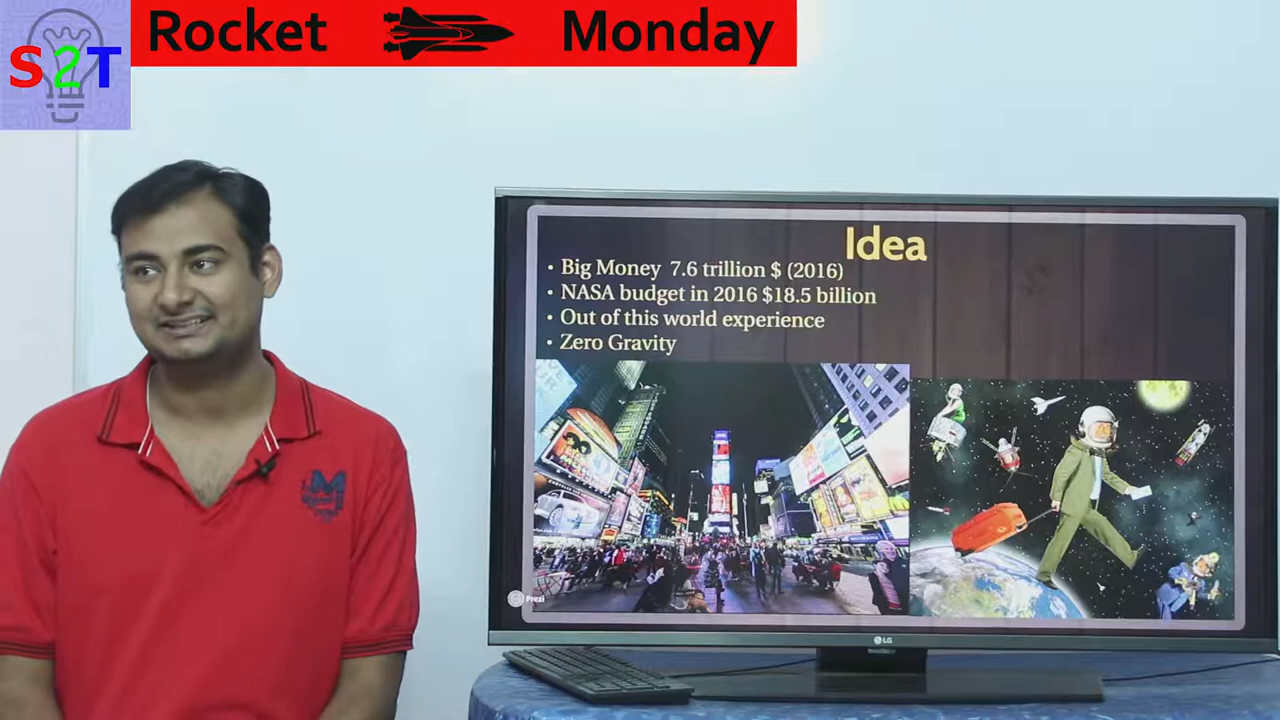 Rocket Monday
S2T
Idea
• Big Money 7.6 trillion $ (2016)
• NASA budget in 2016 $18.5 billion
• Out of this world experience
• Zero Gravity
Prezi
LG